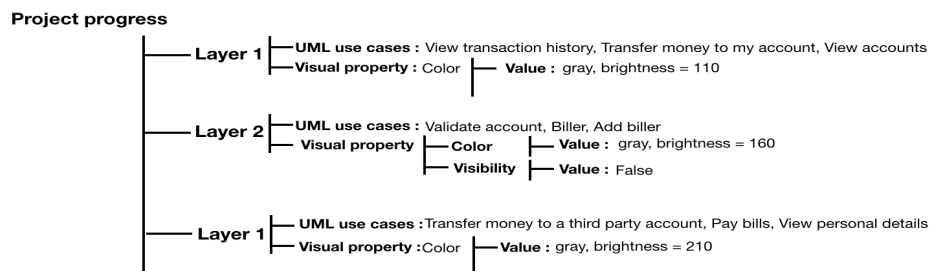 Project progress
Layer 1
UML use cases : View transaction history, Transfer money to my account, View accounts
Visual property : Color Value : gray, brightness = 110
Layer 2
UML use cases : Validate account, Biller, Add biller
Visual property Color Value : gray, brightness = 160
Visibility Value : False
Layer 1
UML use cases :Transfer money to a third party account, Pay bills, View personal details
Visual property :Color Value : gray, brightness = 210